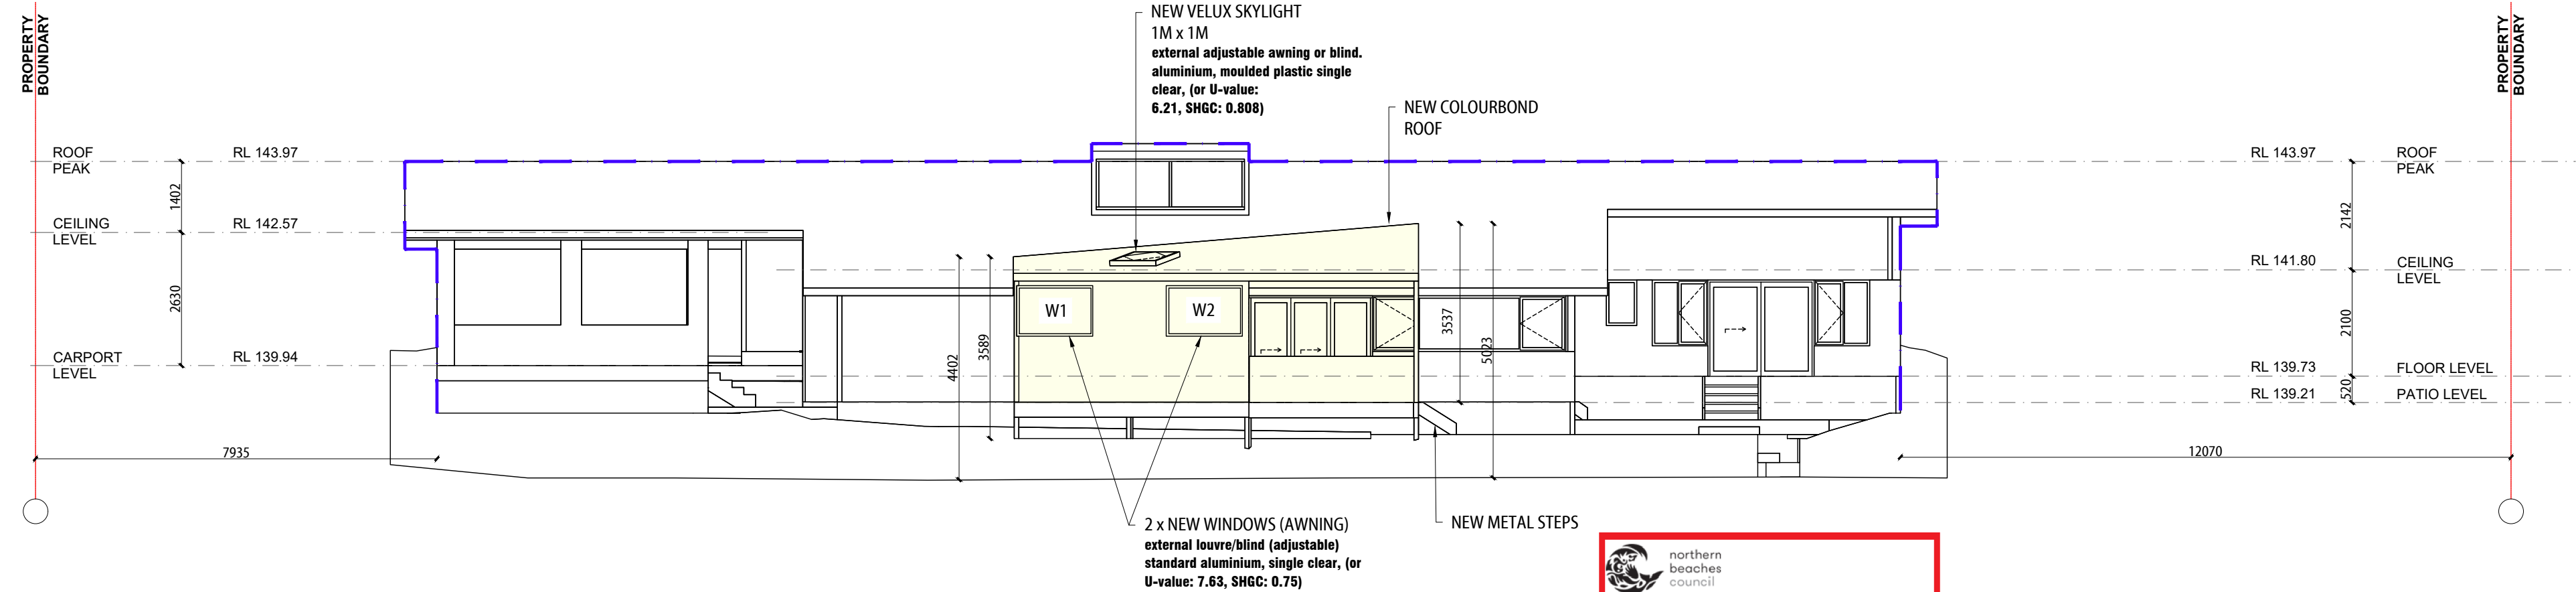 PROPERTY
BOUNDARY
NEW VELUX SKYLIGHT
1M x 1M
external adjustable awning or blind.
aluminium, moulded plastic single
clear, (or U-value:
6.21, SHGC: 0.808)
NEW COLOURBOND
ROOF
PROPERTY
BOUNDARY
ROOF
PEAK
RL 143.97
1402
CEILING
LEVEL
RL 142.57
2630
CARPORT
LEVEL
RL 139.94
7935
W1
W2
4402
3589
3537
5023
RL 143.97
ROOF
PEAK
2142
RL 141.80
CEILING
LEVEL
2100
RL 139.73
FLOOR LEVEL
520
RL 139.21
PATIO LEVEL
12070
2 x NEW WINDOWS (AWNING)
external louvre/blind (adjustable)
standard aluminium, single clear, (or
U-value: 7.63, SHGC: 0.75)
NEW METAL STEPS
northern
beaches
council